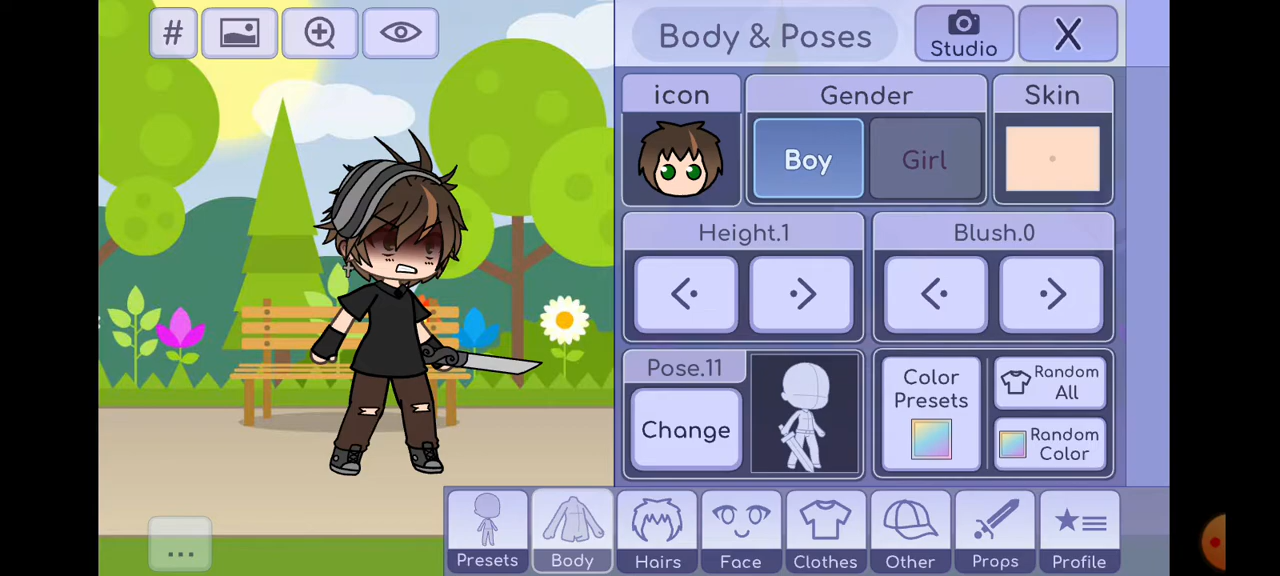 #
Body & Poses
Studio
X
icon
Gender
Skin
Boy
Girl
Height.1
Blush.0
Pose.11
Change
Color
Presets
Random
All
Random
Color
...
Presets
Body
Hairs
Face
Clothes
Other
Props
Profile